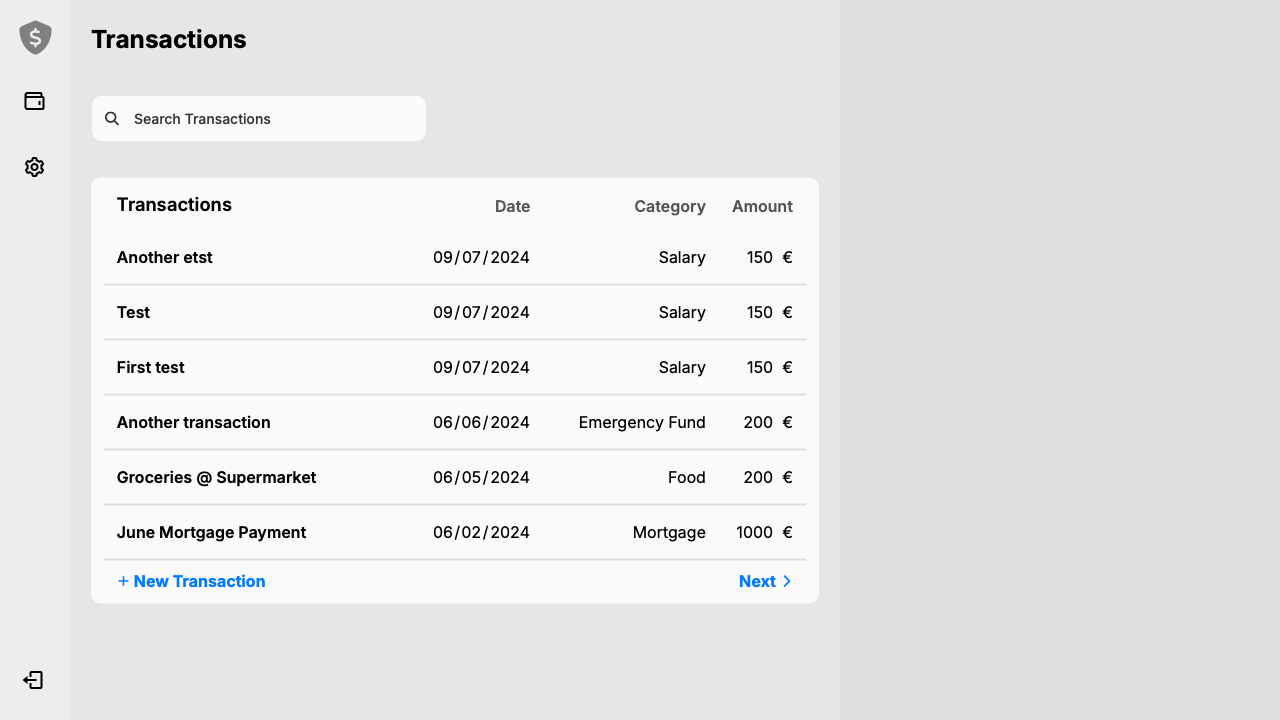 $
Transactions
Search Transactions
Transactions Date Category Amount
Another etst 09/07/2024 Salary 150 €
Test 09/07/2024 Salary 150 €
First test 09/07/2024 Salary 150 €
Another transaction 06/06/2024 Emergency Fund 200 €
Groceries @ Supermarket 06/05/2024 Food 200 €
June Mortgage Payment 06/02/2024 Mortgage 1000 €
+ New Transaction Next >